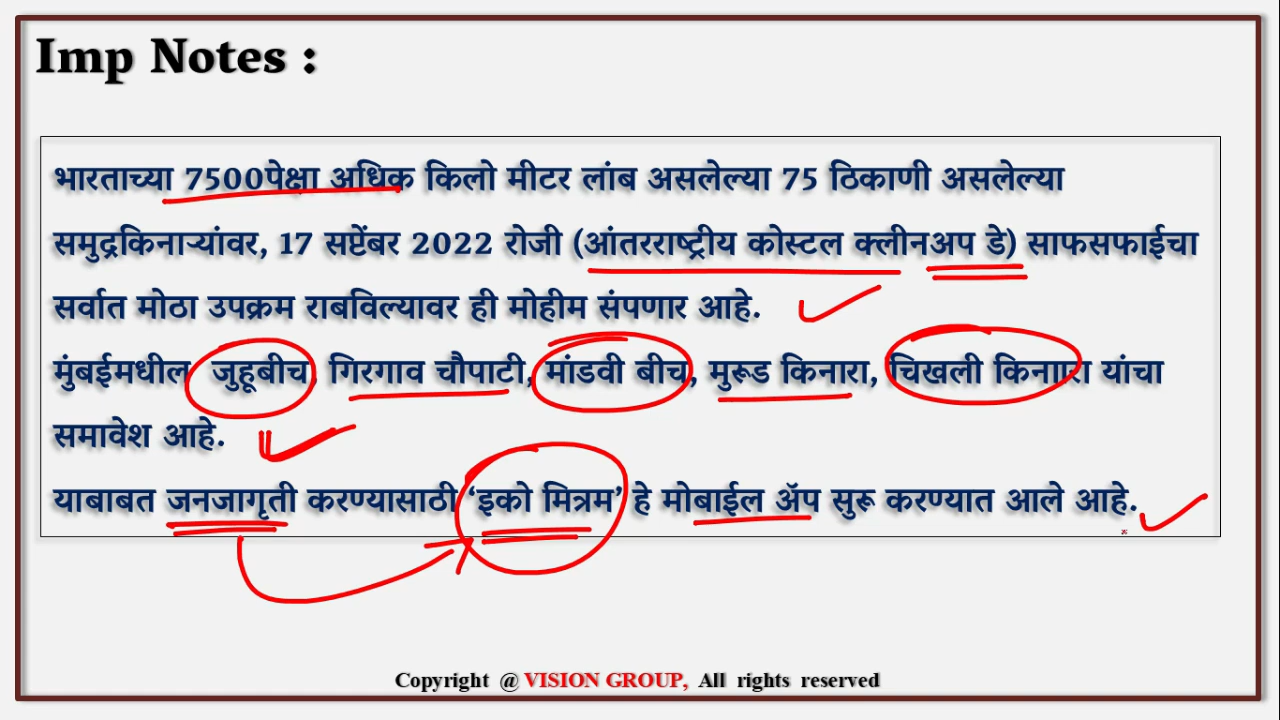 Imp Notes :
भारताच्या 7500पेक्षा अधिक किलो मीटर लांब असलेल्या 75 ठिकाणी असलेल्या
समुद्रकिनाऱ्यांवर, 17 सप्टेंबर 2022 रोजी (आंतरराष्ट्रीय कोस्टल क्लीनअप डे) साफसफाईचा
सर्वात मोठा उपक्रम राबविल्यावर ही मोहीम संपणार आहे.
मुंबईमधील जुहूबीच, गिरगाव चौपाटी, मांडवी बीच, मुरूड किनारा, चिखली किनारा यांचा
समावेश आहे.
याबाबत जनजागृती करण्यासाठी ‘इको मित्रम’ हे मोबाईल ॲप सुरू करण्यात आले आहे.
Copyright @ VISION GROUP, All rights reserved